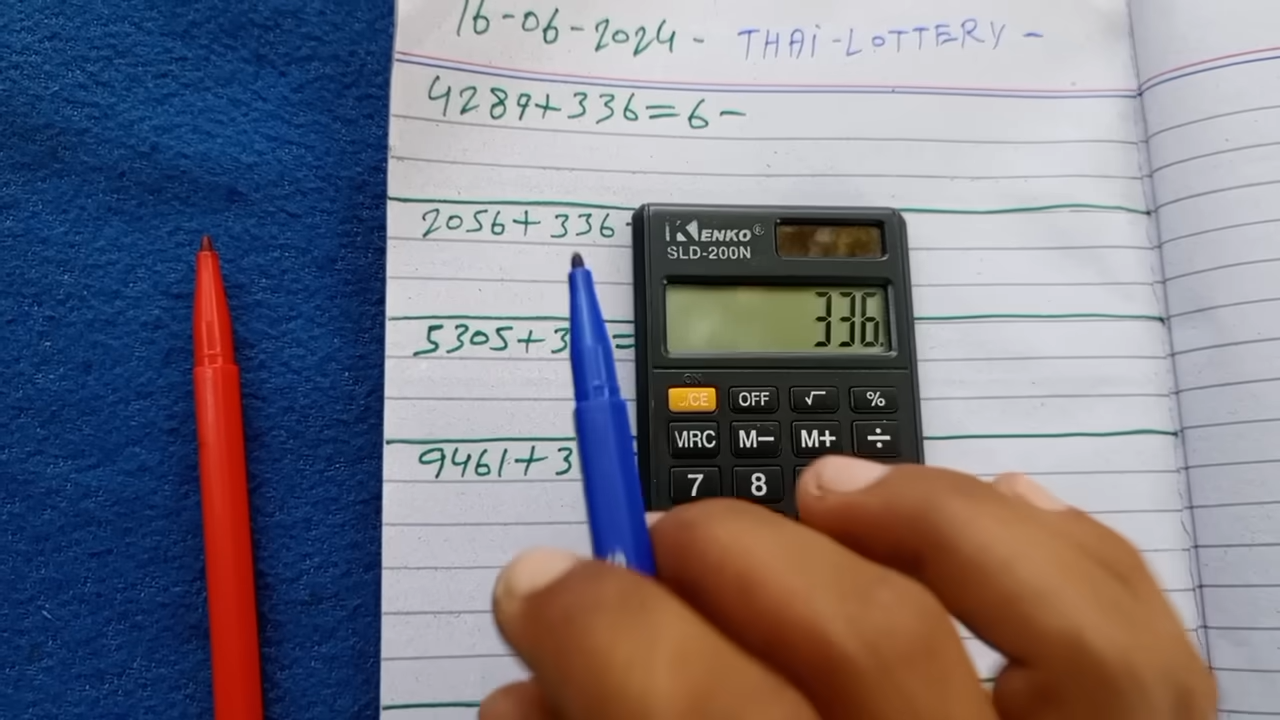 16-06-2024- THAi-LOTTERY-
4289+336=6-
2056+336
KENKO®
SLD-200N
336.
5305+3 =
ON
C/CE OFF √ %
9461+3
MRC M− M+ ÷
7 8